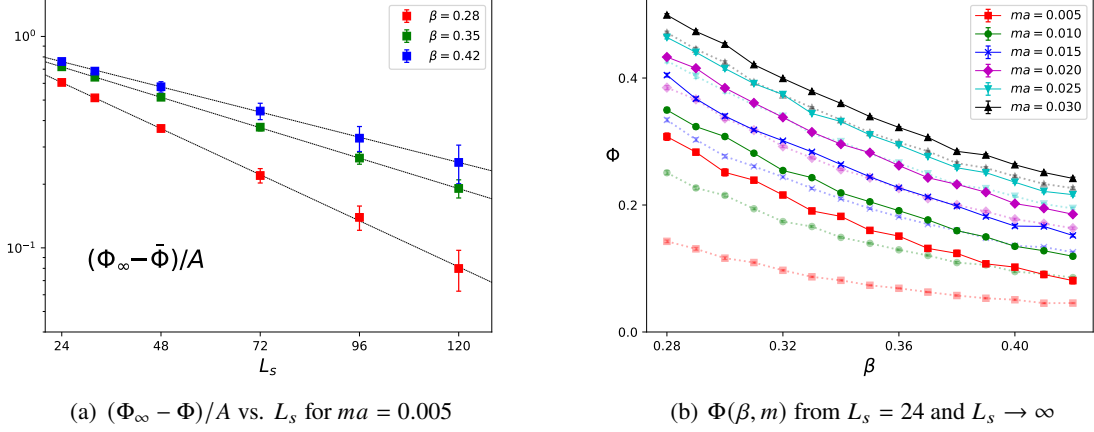 10⁰
10⁻¹
β = 0.28
β = 0.35
β = 0.42
(Φ∞−Φ̄)/A
24 48 72 96 120
Lₛ
(a) (Φ∞ − Φ)/A vs. Lₛ for ma = 0.005
Φ
0.4
0.2
0.0
ma = 0.005
ma = 0.010
ma = 0.015
ma = 0.020
ma = 0.025
ma = 0.030
0.28 0.32 0.36 0.40
β
(b) Φ(β, m) from Lₛ = 24 and Lₛ → ∞